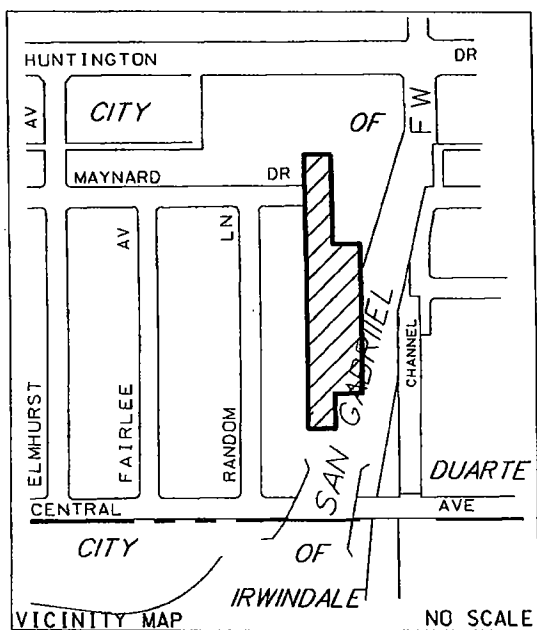 HUNTINGTON DR
CITY OF
AV
FW
MAYNARD DR
AV
LN
SAN GABRIIEL
CHANNEL
ELMHURST
FAIRLEE
RANDOM
DUARTE
CENTRAL AVE
CITY OF
IRWINDALE
VICINITY MAP NO SCALE